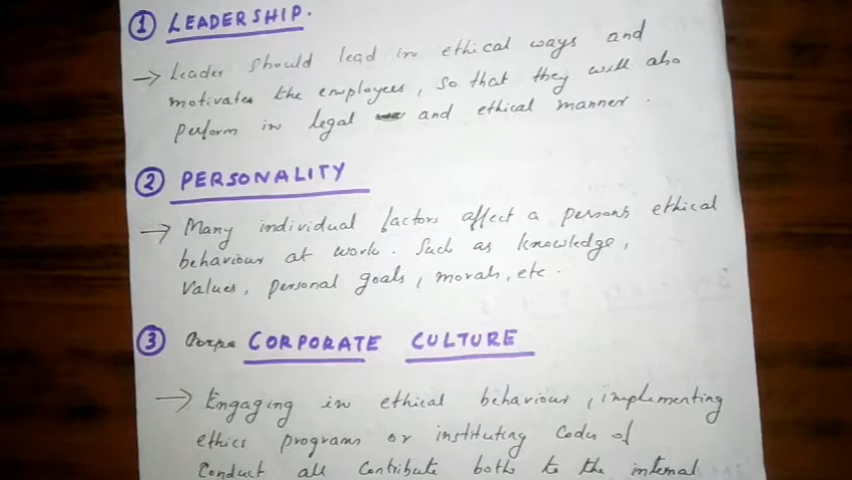 ① LEADERSHIP.
→ Leader should lead in ethical ways and
motivates the employees, so that they will also
perform in legal and ethical manner.
② PERSONALITY
→ Many individual factors affect a persons ethical
behaviour at work. Such as knowledge,
Values, personal goals, morals, etc.
③ CORPORATE CULTURE
→ Engaging in ethical behaviour, implementing
ethics programs or instituting Codes of
Conduct all Contribute both to the internal